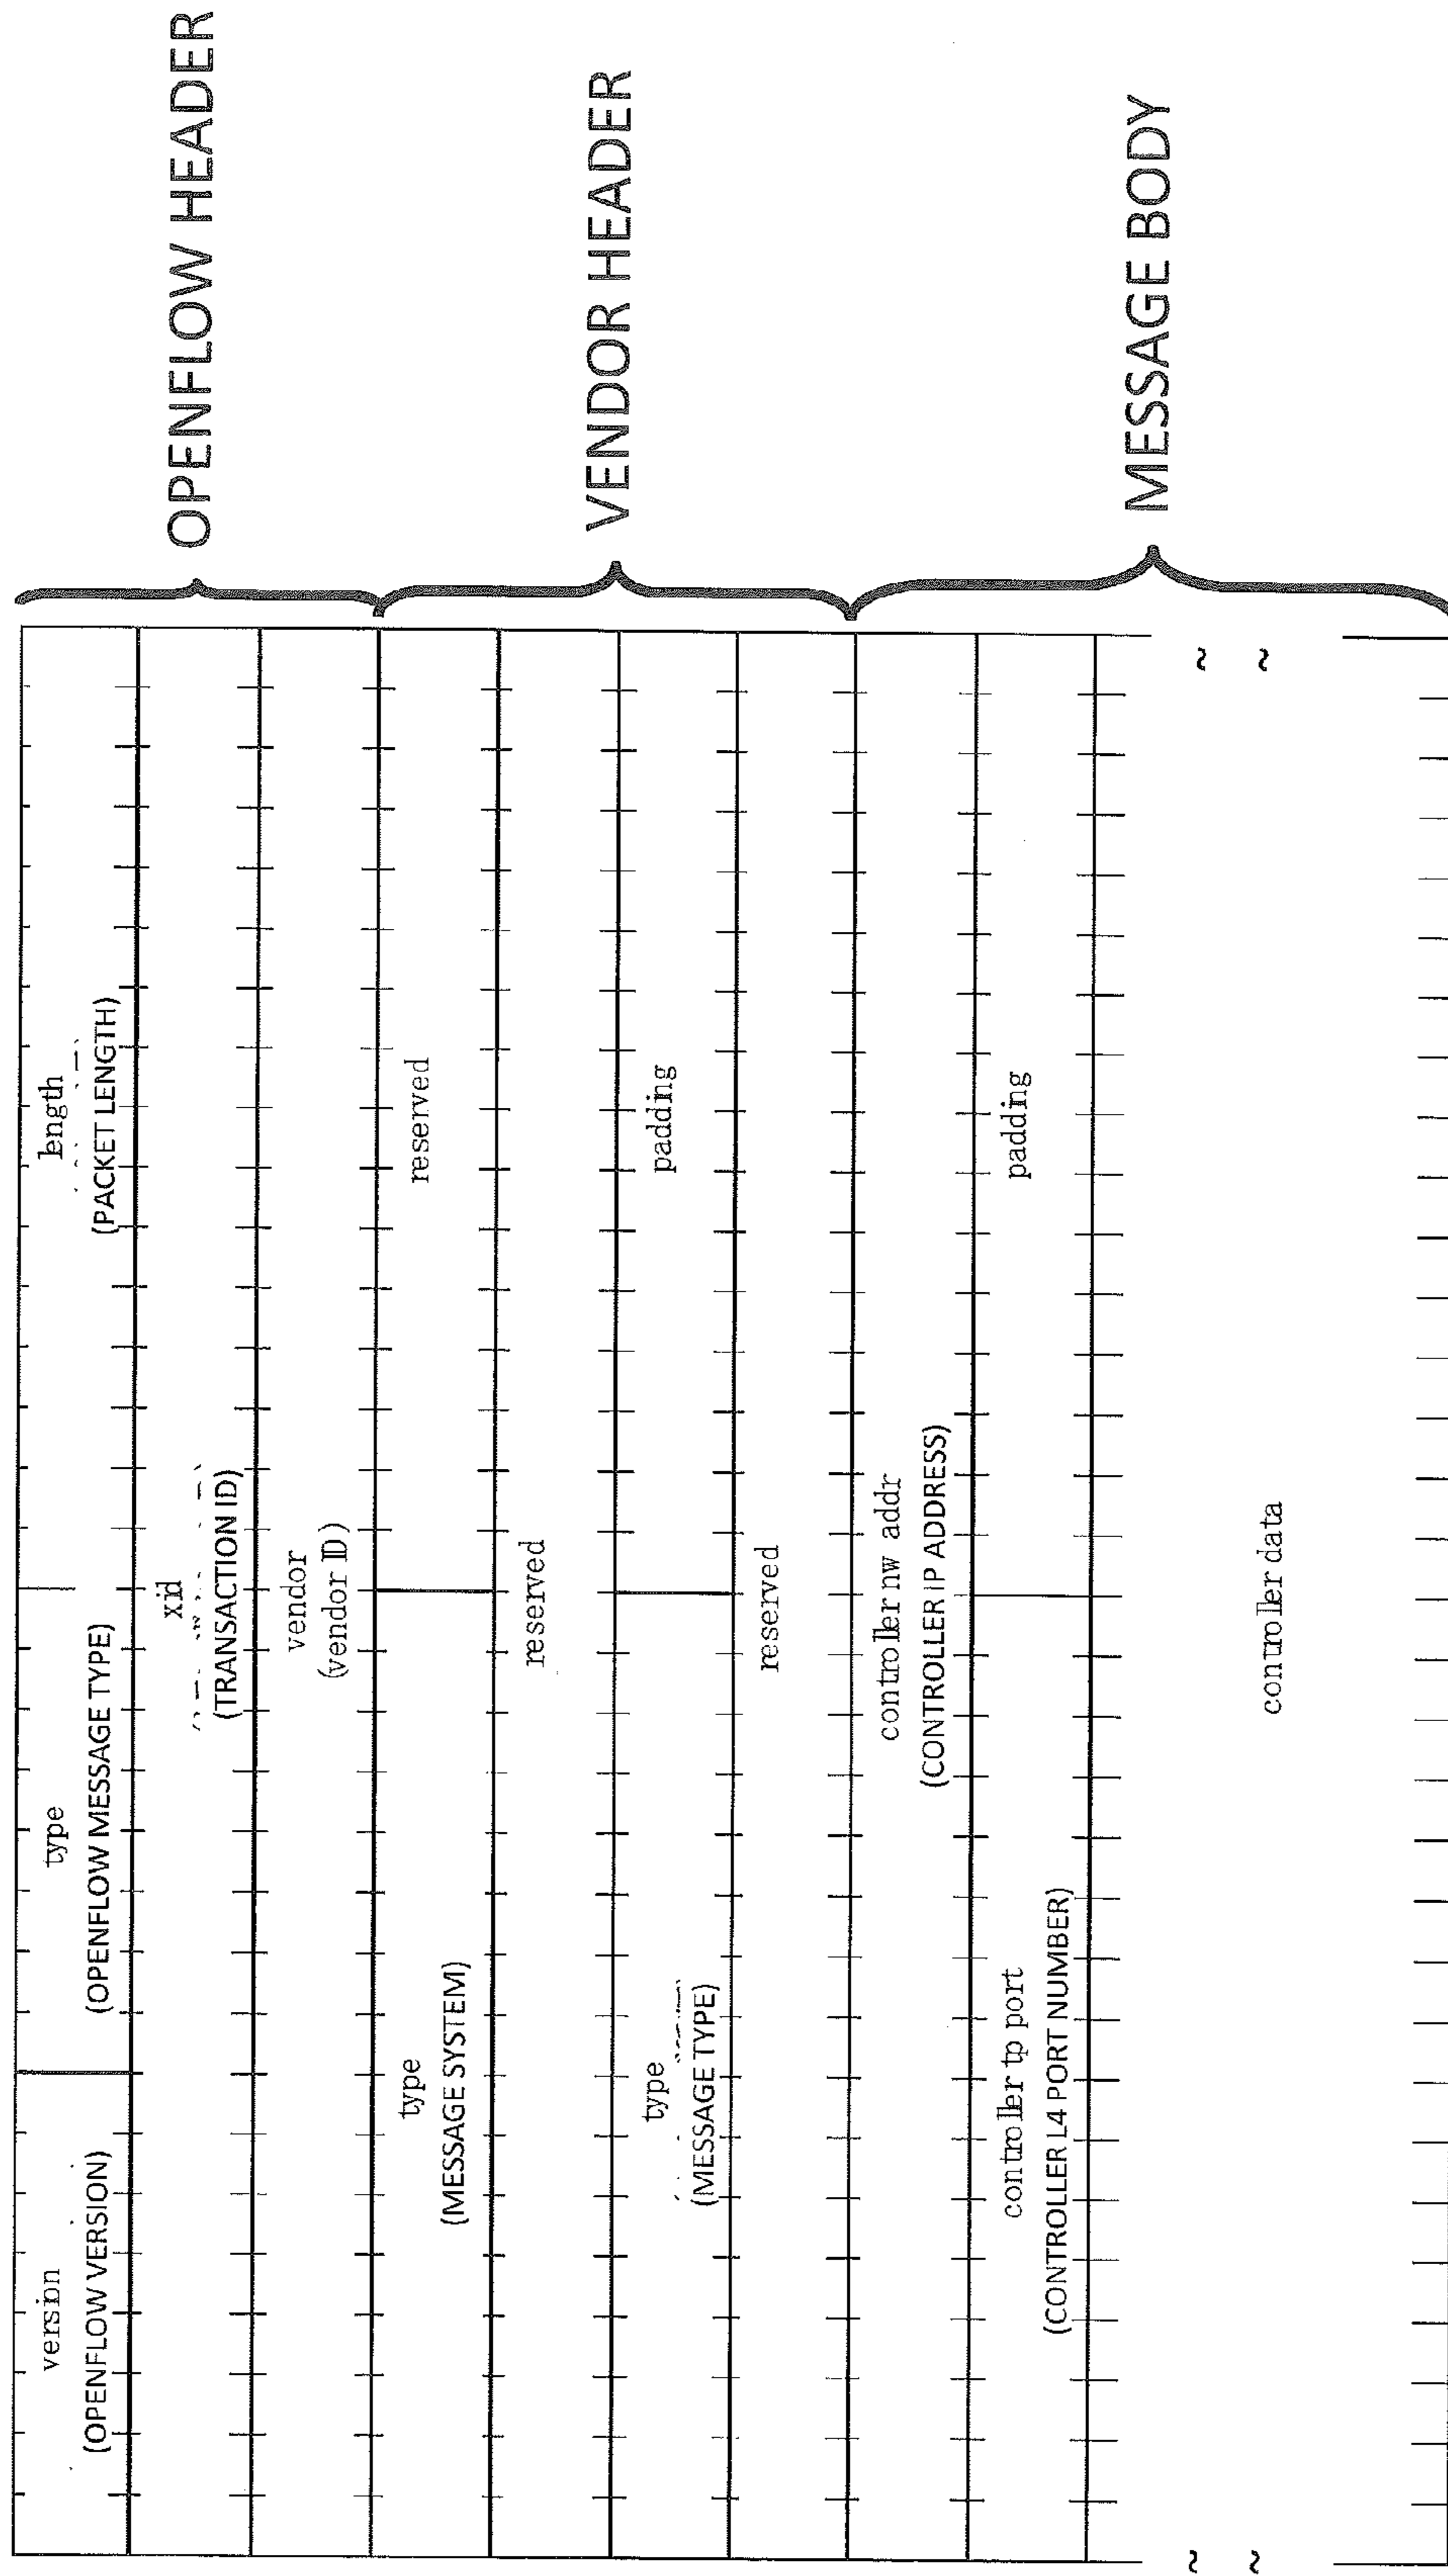 version
(OPENFLOW VERSION)
type
(OPENFLOW MESSAGE TYPE)
length
(PACKET LENGTH)
xid
(TRANSACTION ID)
vendor
(vendor ID)
type
(MESSAGE SYSTEM)
reserved
reserved
type
(MESSAGE TYPE)
padding
reserved
controller nw addr
(CONTROLLER IP ADDRESS)
controller tp port
(CONTROLLER L4 PORT NUMBER)
padding
controller data
OPENFLOW HEADER
VENDOR HEADER
MESSAGE BODY